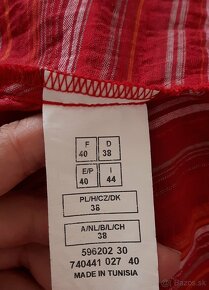 F D
40 38
E/P I
40 44
PL/H/CZ/DK
38
A/NL/B/L/CH
38
596202 30
740441 027 40
MADE IN TUNISIA
bazos.sk